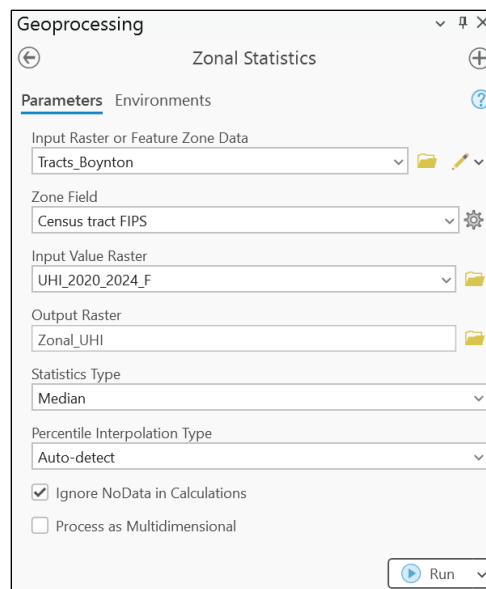 Geoprocessing
Zonal Statistics
Parameters Environments
Input Raster or Feature Zone Data
Tracts_Boynton
Zone Field
Census tract FIPS
Input Value Raster
UHI_2020_2024_F
Output Raster
Zonal_UHI
Statistics Type
Median
Percentile Interpolation Type
Auto-detect
Ignore NoData in Calculations
Process as Multidimensional
Run